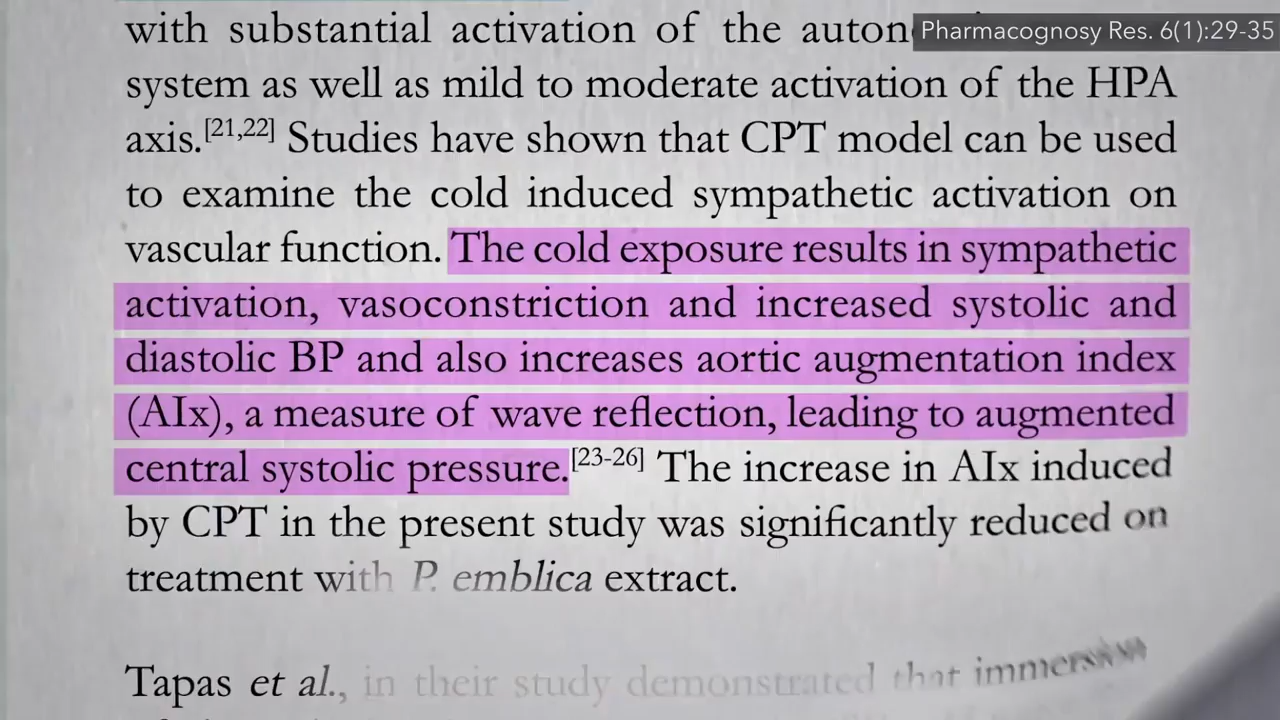 with substantial activation of the
Pharmacognosy Res. 6(1):29-35
system as well as mild to moderate activation of the HPA
axis.[21,22] Studies have shown that CPT model can be used
to examine the cold induced sympathetic activation on
vascular function. The cold exposure results in sympathetic
activation, vasoconstriction and increased systolic and
diastolic BP and also increases aortic augmentation index
(AIx), a measure of wave reflection, leading to augmented
central systolic pressure.[23-26] The increase in AIx induced
by CPT in the present study was significantly reduced on
treatment with P. emblica extract.
Tapas et al., in their study demonstrated that immersion